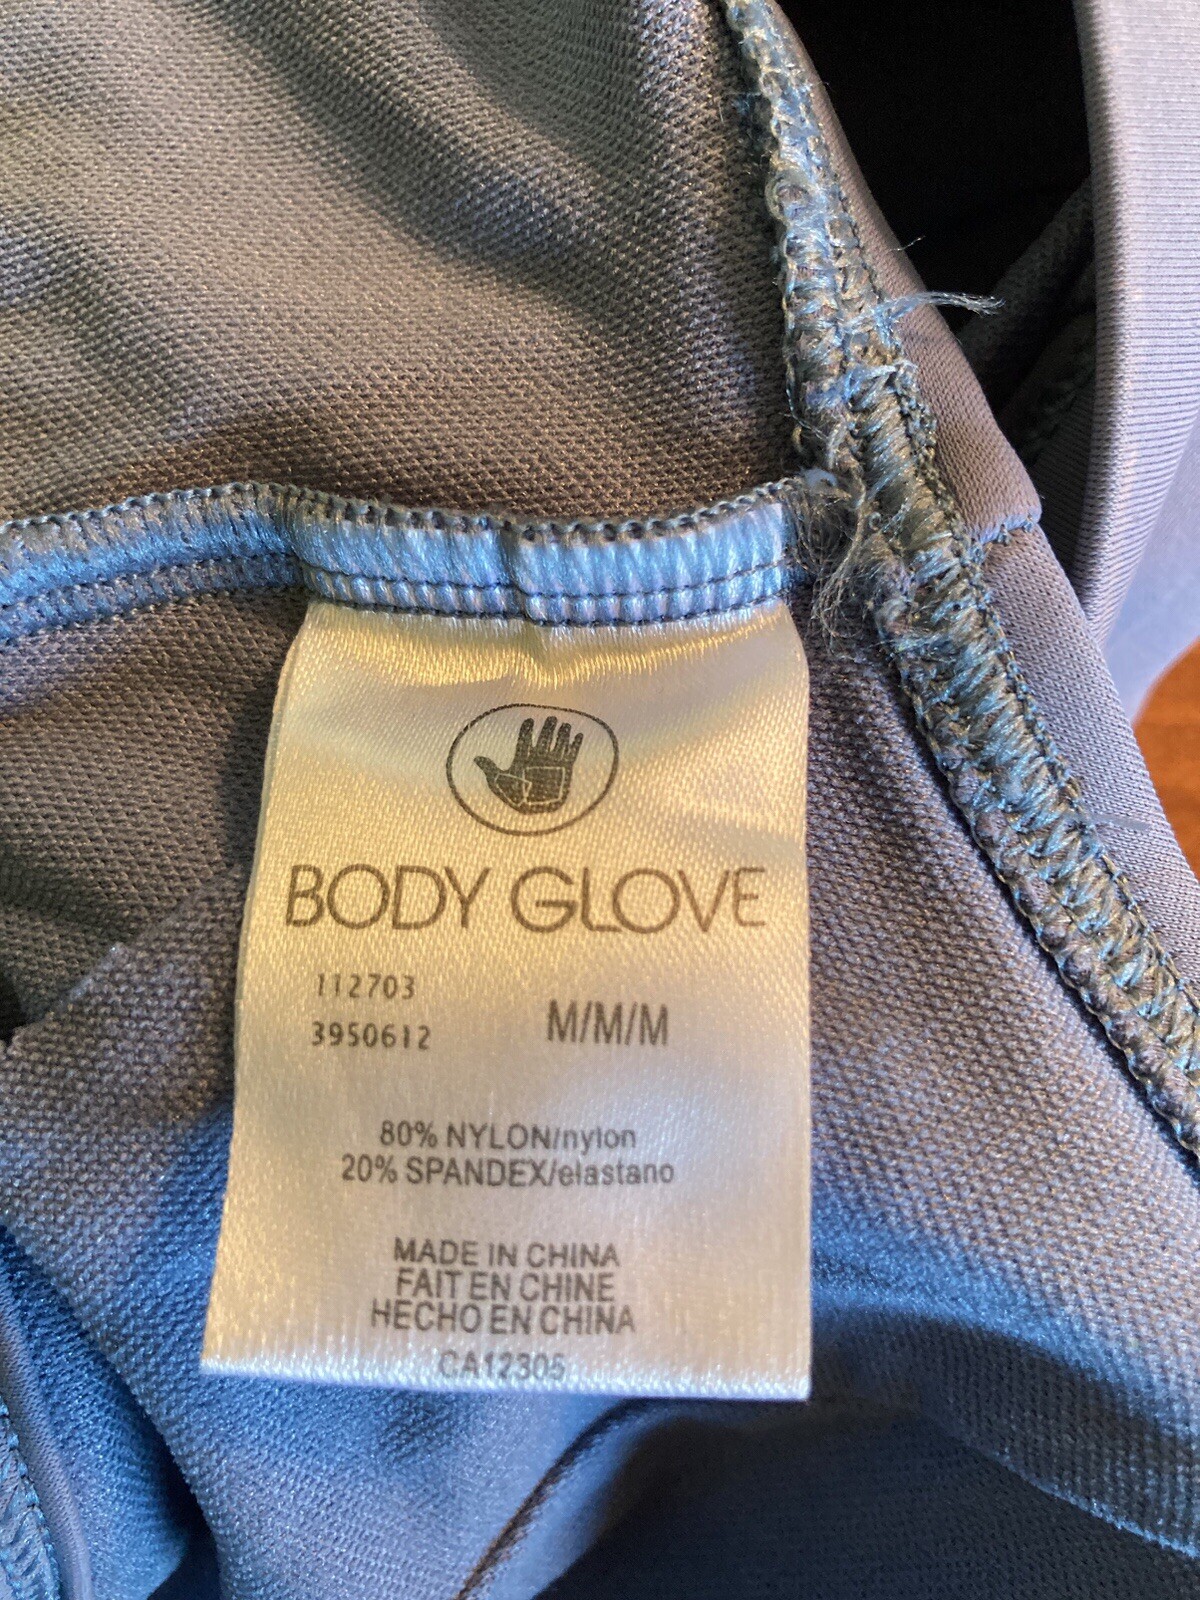 BODY GLOVE
112703
3950612
M/M/M
80% NYLON/nylon
20% SPANDEX/elastano
MADE IN CHINA
FAIT EN CHINE
HECHO EN CHINA
CA12305